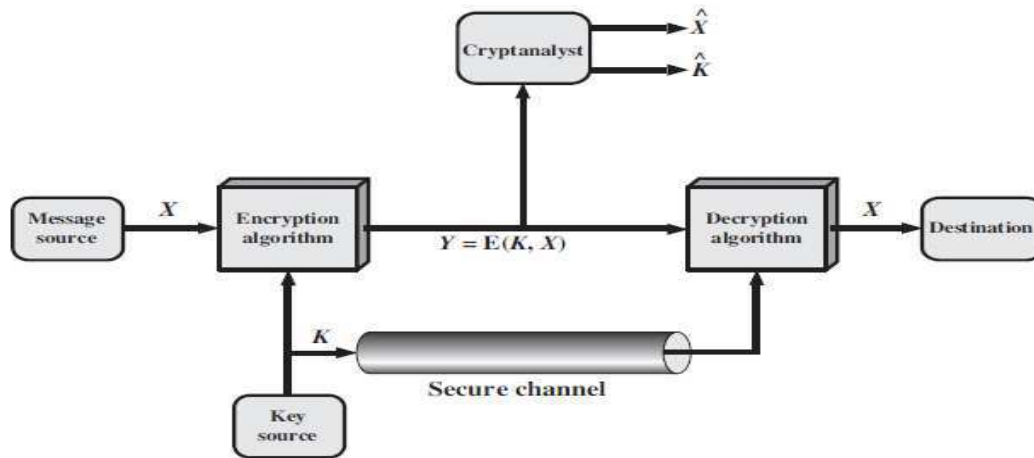 X̂
Cryptanalyst
K̂
Message
source
X
Encryption
algorithm
Y = E(K, X)
Decryption
algorithm
X
Destination
K
Secure channel
Key
source